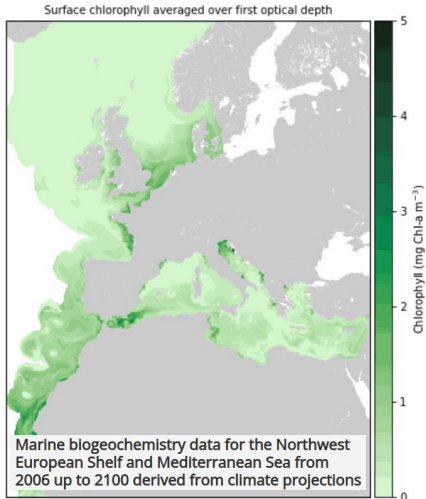 Surface chlorophyll averaged over first optical depth
5
4
3
2
1
0
Chlorophyll (mg Chl-a m⁻³)
Marine biogeochemistry data for the Northwest
European Shelf and Mediterranean Sea from
2006 up to 2100 derived from climate projections